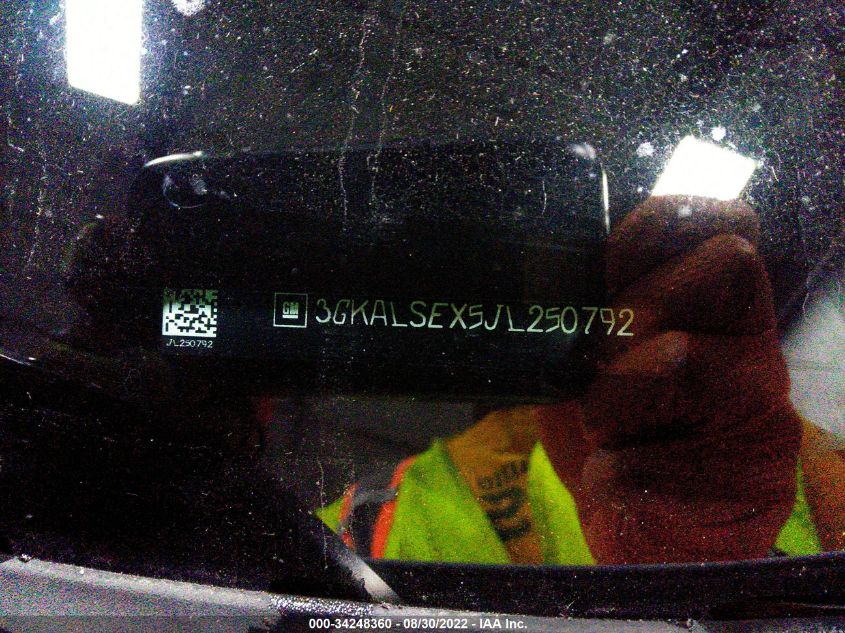 GM 3GKALSEX5JL250792
JL250792
000-34248360 - 08/30/2022 - IAA Inc.